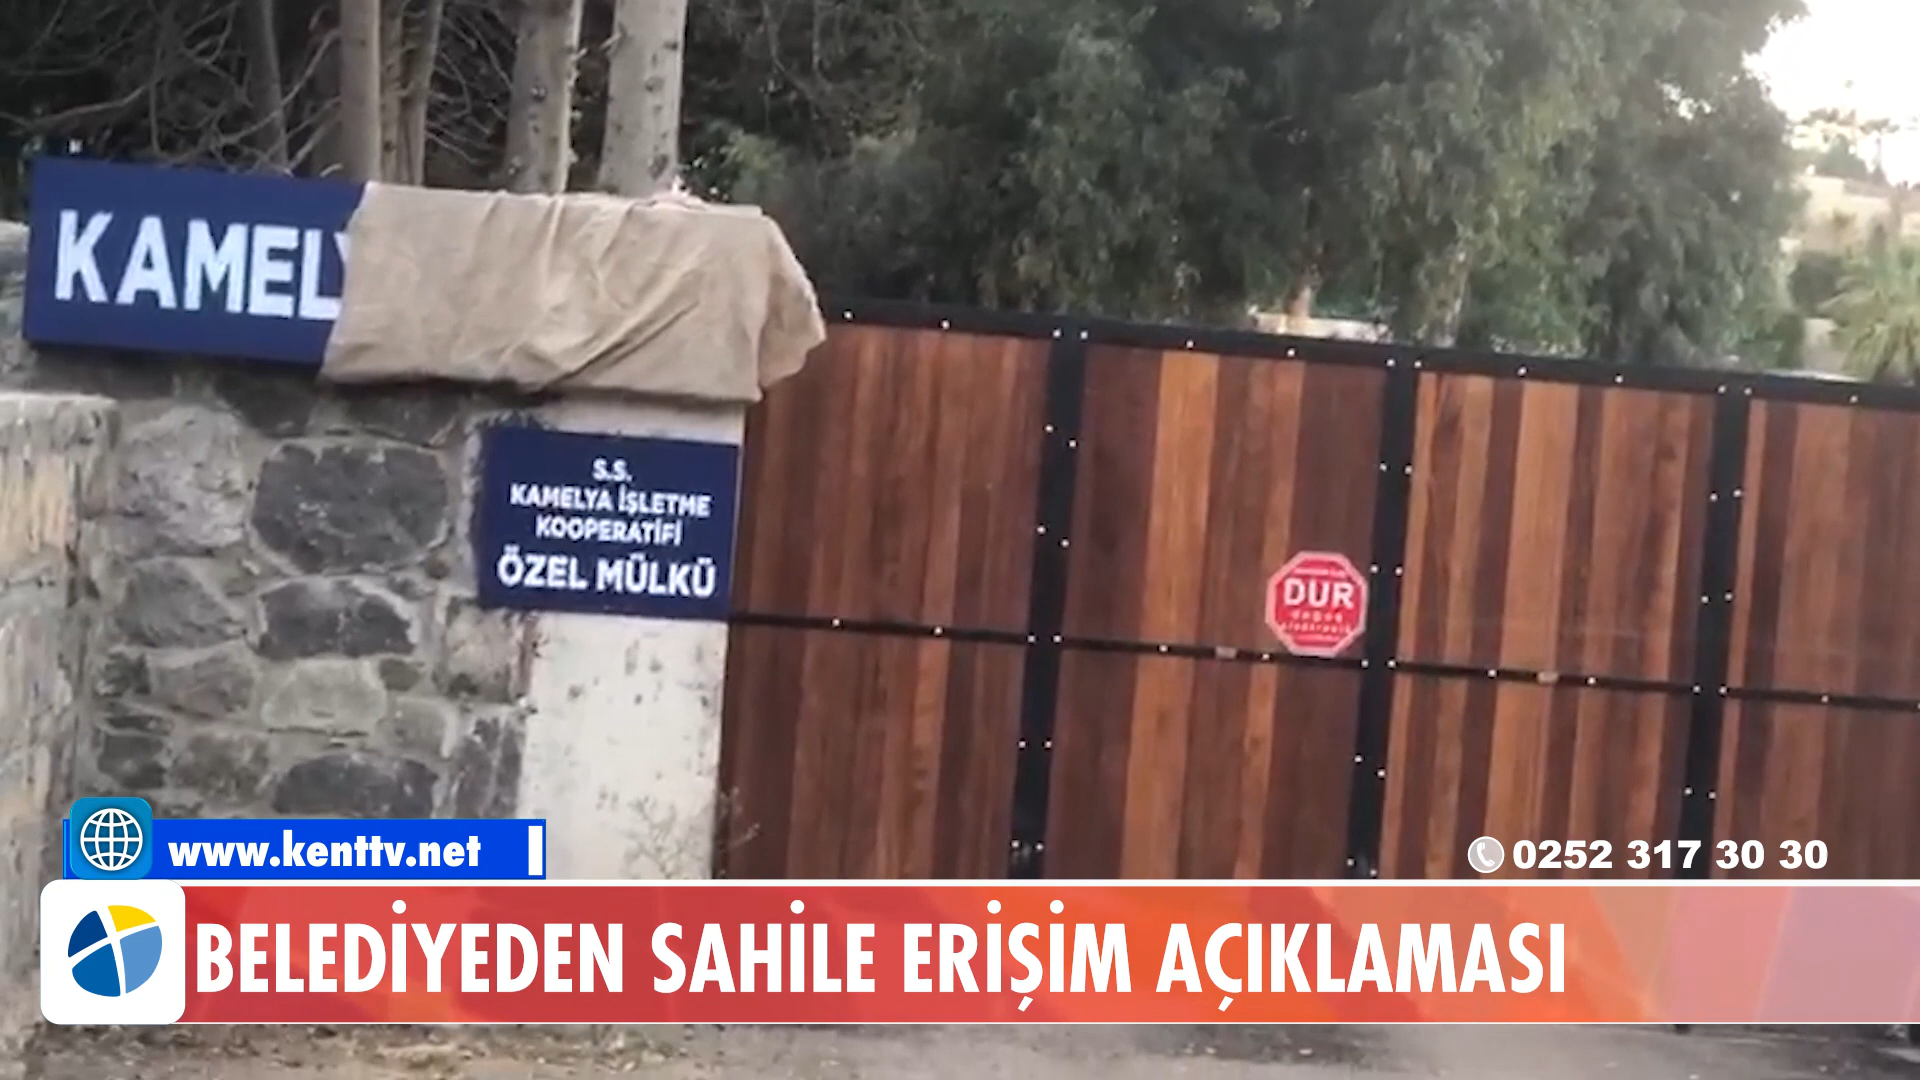 KAMEL
S.S.
KAMELYA İŞLETME
KOOPERATİFİ
ÖZEL MÜLKÜ
DUR
www.kenttv.net
0252 317 30 30
BELEDİYEDEN SAHİLE ERİŞİM AÇIKLAMASI